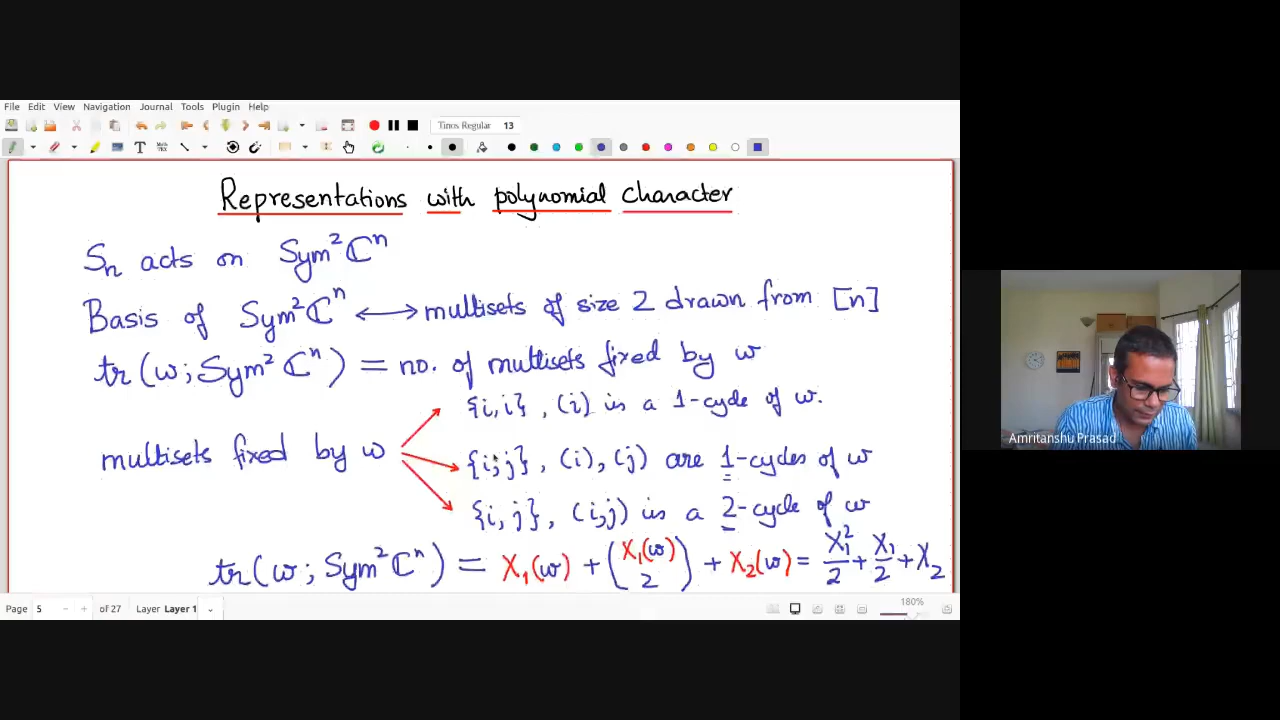 File Edit View Navigation Journal Tools Plugin Help
Tinos Regular 13
Representations with polynomial character
Sₙ acts on Sym²ℂⁿ
Basis of Sym²ℂⁿ ⟷ multisets of size 2 drawn from [n]
tr(w; Sym²ℂⁿ) = no. of multisets fixed by w
{i,i}, (i) is a 1-cycle of w.
multisets fixed by w
{i,j}, (i), (j) are 1-cycles of w
{i,j}, (i,j) is a 2-cycle of w
tr(w; Sym²ℂⁿ) = X₁(w) + (X₁(w) 2) + X₂(w) = X₁²/2 + X₁/2 + X₂
Page 5 of 27 Layer Layer 1 180%
Amritanshu Prasad